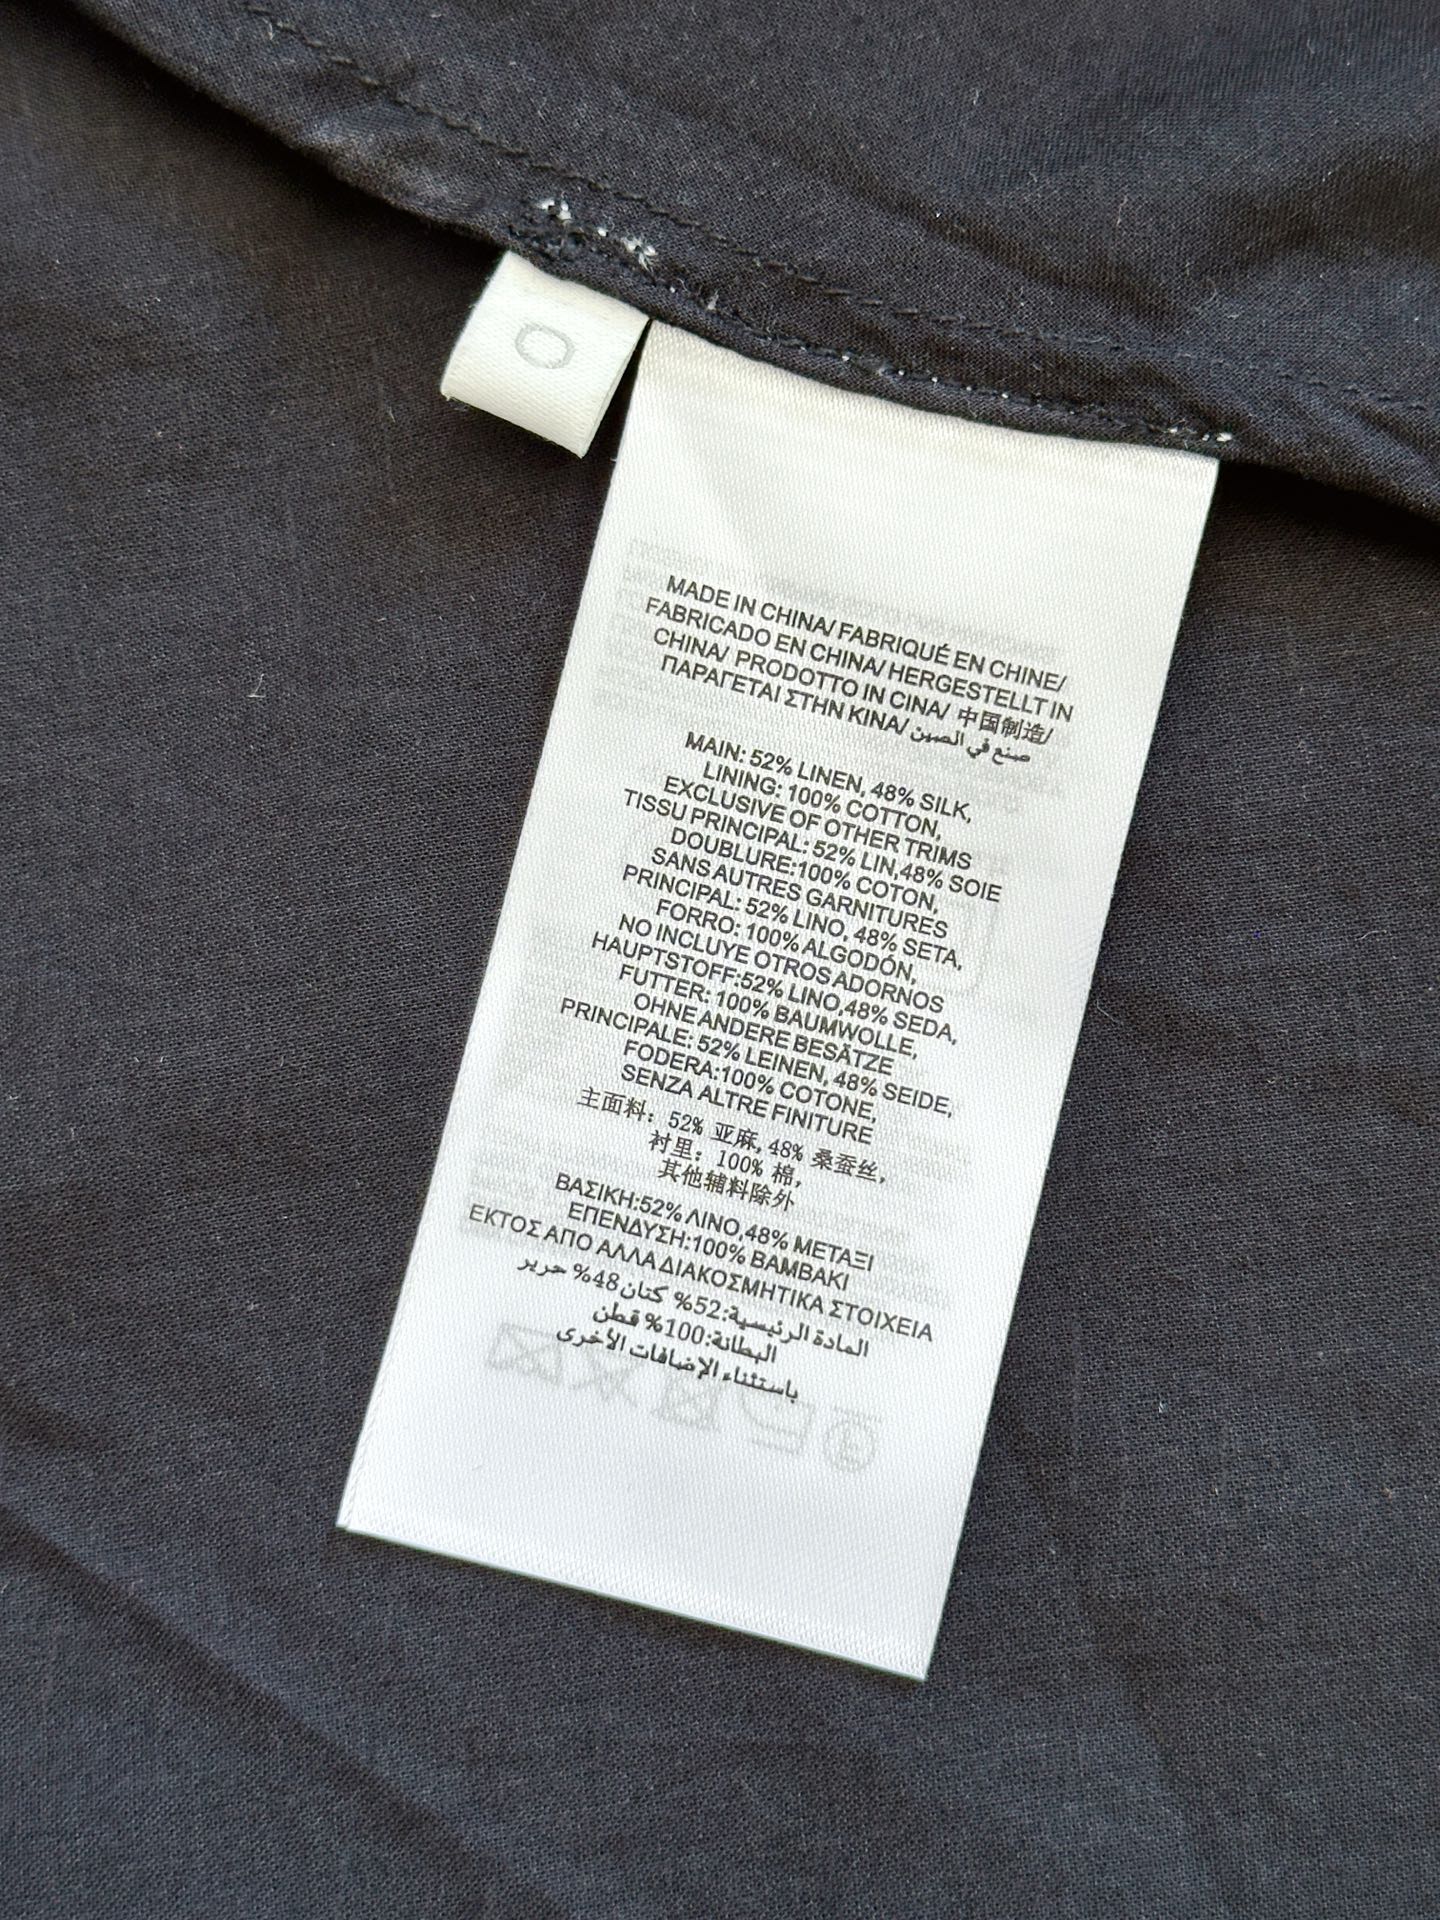 0
MADE IN CHINA/ FABRIQUÉ EN CHINE/
FABRICADO EN CHINA/ HERGESTELLT IN
CHINA/ PRODOTTO IN CINA/ 中国制造/
ΠΑΡΑΓΕΤΑΙ ΣΤΗΝ ΚΙΝΑ/ صنع في الصين
MAIN: 52% LINEN, 48% SILK,
LINING: 100% COTTON,
EXCLUSIVE OF OTHER TRIMS
TISSU PRINCIPAL: 52% LIN,48% SOIE
DOUBLURE:100% COTON,
SANS AUTRES GARNITURES
PRINCIPAL: 52% LINO, 48% SETA,
FORRO: 100% ALGODÓN,
NO INCLUYE OTROS ADORNOS
HAUPTSTOFF:52% LINO,48% SEDA,
FUTTER: 100% BAUMWOLLE,
OHNE ANDERE BESÄTZE
PRINCIPALE: 52% LEINEN, 48% SEIDE,
FODERA:100% COTONE,
SENZA ALTRE FINITURE
主面料：52% 亚麻, 48% 桑蚕丝,
衬里：100% 棉,
其他辅料除外
ΒΑΣΙΚΗ:52% ΛΙΝΟ,48% ΜΕΤΑΞΙ
ΕΠΕΝΔΥΣΗ:100% ΒΑΜΒΑΚΙ
ΕΚΤΟΣ ΑΠΟ ΑΛΛΑ ΔΙΑΚΟΣΜΗΤΙΚΑ ΣΤΟΙΧΕΙΑ
المادة الرئيسية:52% كتان48% حرير
البطانة:100% قطن
باستثناء الإضافات الأخرى